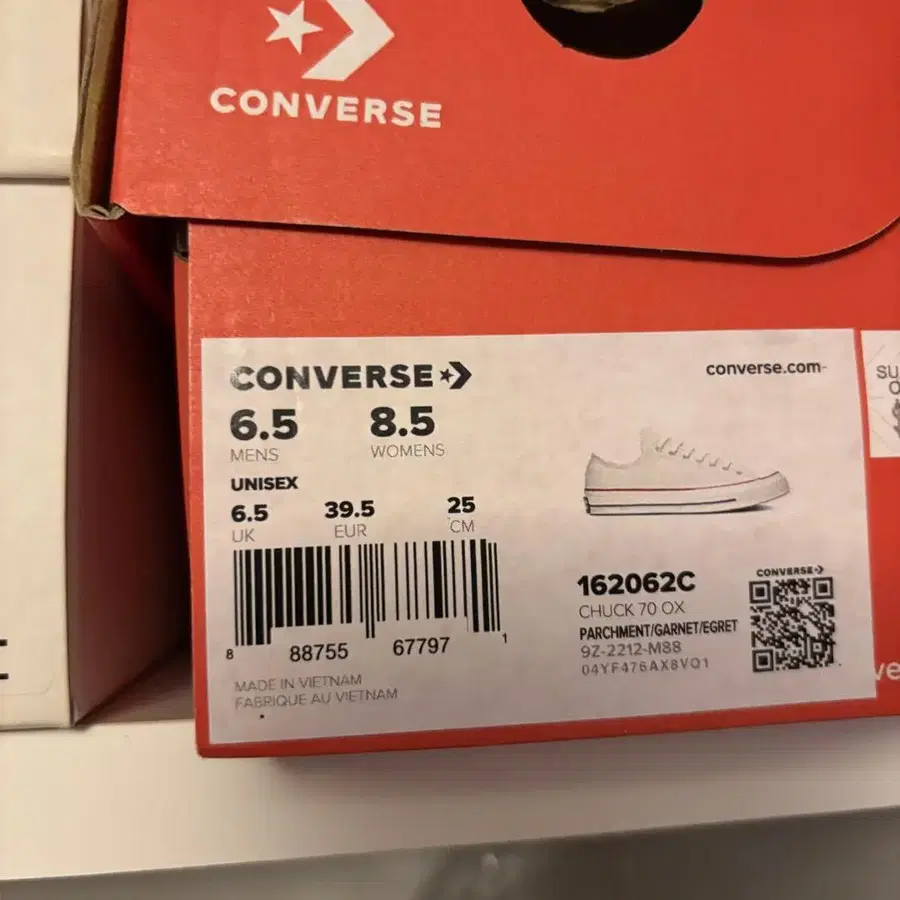 CONVERSE
CONVERSE
converse.com
6.5 8.5
MENS WOMENS
UNISEX
6.5 39.5 25
UK EUR CM
8 88755 67797 1
MADE IN VIETNAM
FABRIQUE AU VIETNAM
CONVERSE
162062C
CHUCK 70 OX
PARCHMENT/GARNET/EGRET
9Z-2212-M88
04YF476AX8VQ1
SU
O
ve